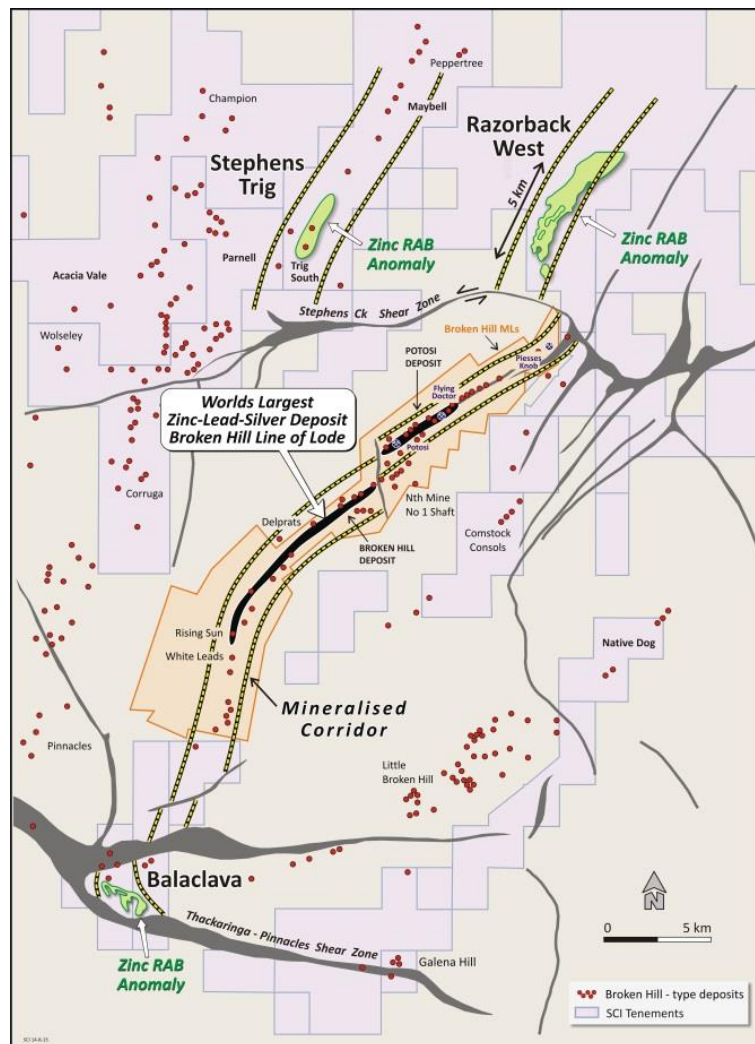 Peppertree
Champion
Maybell
Stephens
Trig
Razorback
West
5 km
Zinc RAB
Anomaly
Zinc RAB
Anomaly
Parnell
Trig
South
Acacia Vale
Stephens Ck Shear Zone
Wolseley
Broken Hill MLs
POTOSI
DEPOSIT
Piesses
Knob
Flying
Doctor
Worlds Largest
Zinc-Lead-Silver Deposit
Broken Hill Line of Lode
Potosi
Corruga
Nth Mine
No 1 Shaft
Delprats
Comstock
Consols
BROKEN HILL
DEPOSIT
Rising Sun
White Leads
Native Dog
Mineralised
Corridor
Pinnacles
Little
Broken Hill
Balaclava
N
Thackaringa - Pinnacles Shear Zone
0 5 km
Zinc RAB
Anomaly
Galena Hill
Broken Hill - type deposits
SCI Tenements